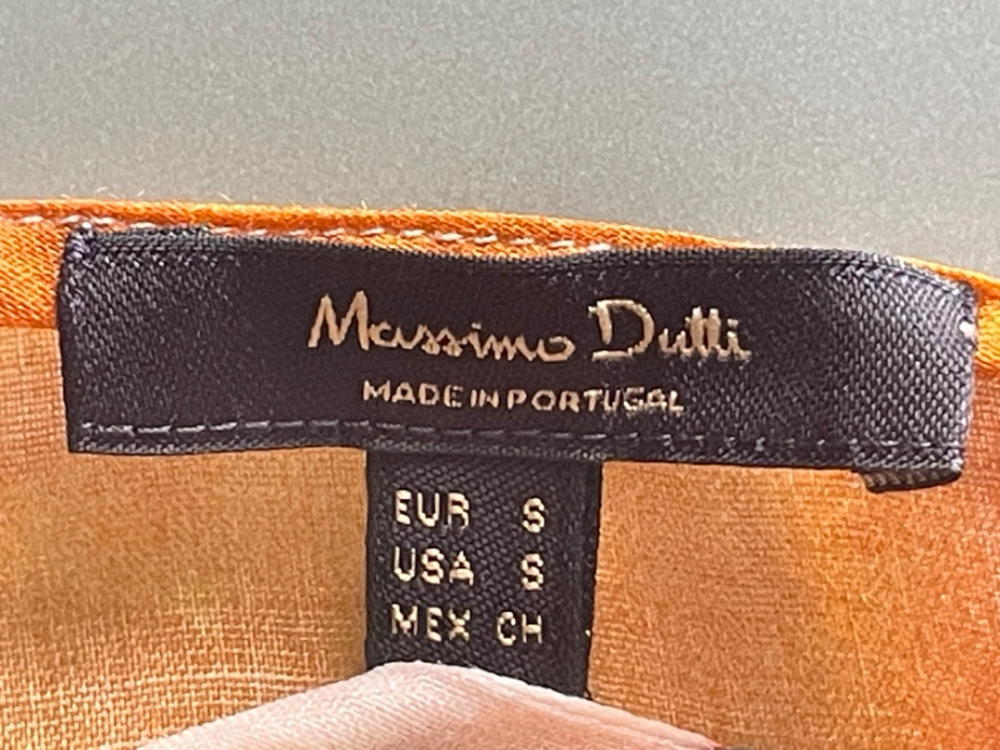 Massimo Dutti
MADE IN PORTUGAL
EUR S
USA S
MEX CH